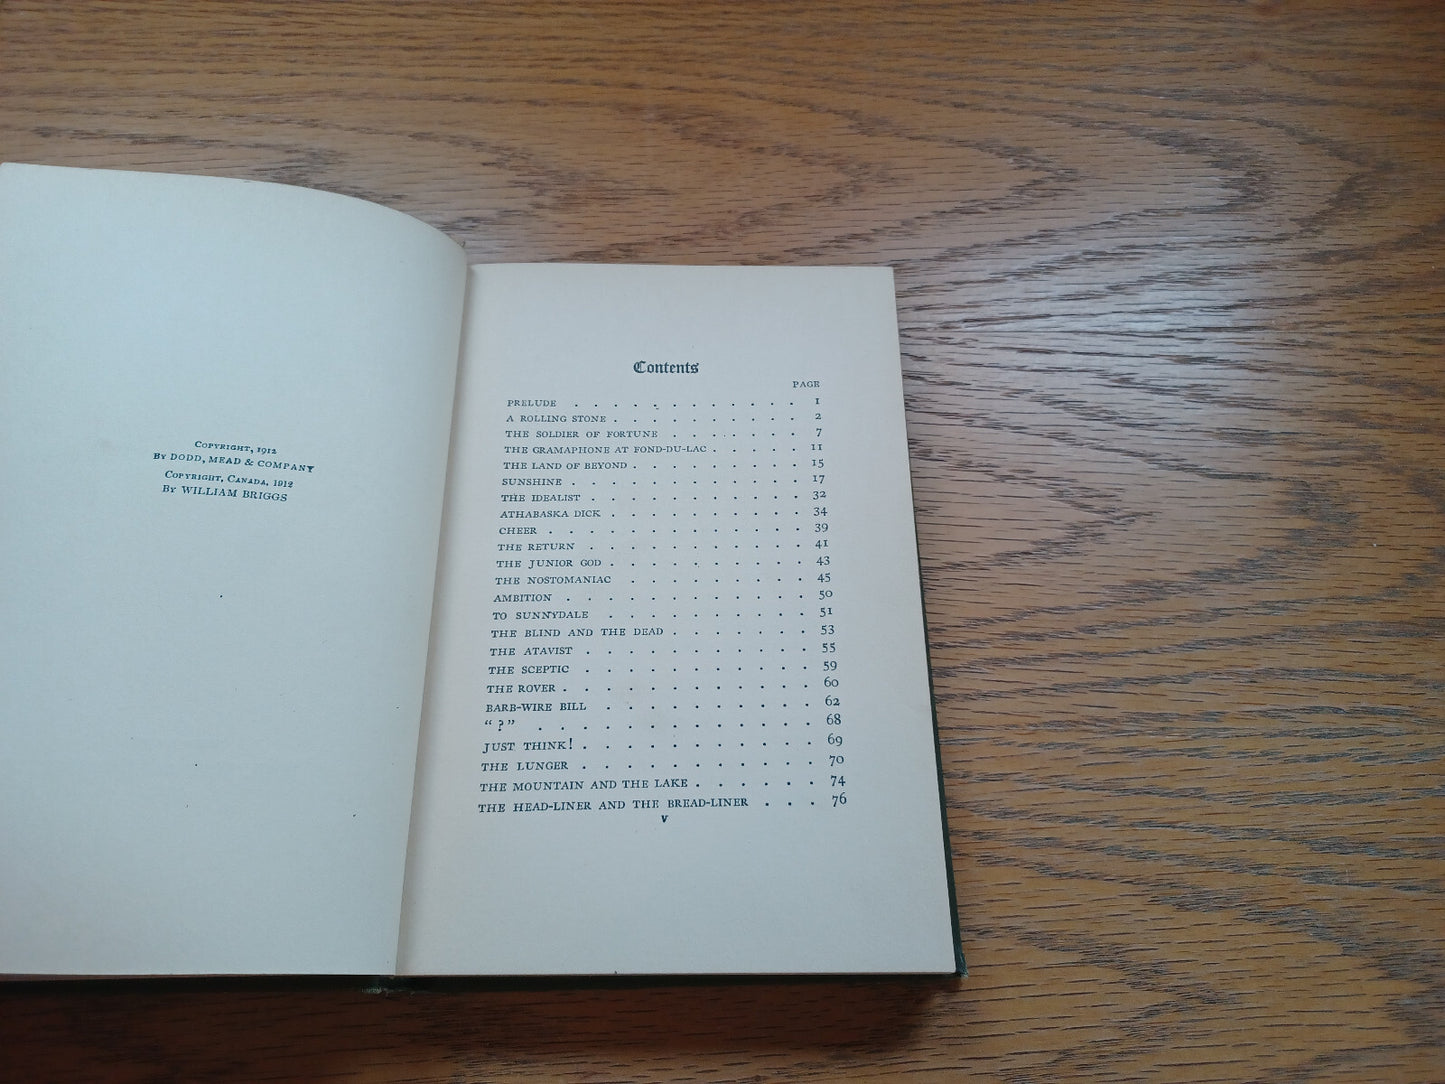 Copyright, 1912
By DODD, MEAD & COMPANY
Copyright, Canada, 1912
By WILLIAM BRIGGS
Contents
PAGE
PRELUDE . . . . . . . . . . . . 1
A ROLLING STONE . . . . . . . . . 2
THE SOLDIER OF FORTUNE . . . . . . 7
THE GRAMAPHONE AT FOND-DU-LAC . . . . . 11
THE LAND OF BEYOND . . . . . . . . 15
SUNSHINE . . . . . . . . . . . 17
THE IDEALIST . . . . . . . . . . 32
ATHABASKA DICK . . . . . . . . . 34
CHEER . . . . . . . . . . . . 39
THE RETURN . . . . . . . . . . 41
THE JUNIOR GOD . . . . . . . . . 43
THE NOSTOMANIAC . . . . . . . . 45
AMBITION . . . . . . . . . . . 50
TO SUNNYDALE . . . . . . . . . 51
THE BLIND AND THE DEAD . . . . . . . 53
THE ATAVIST . . . . . . . . . . 55
THE SCEPTIC . . . . . . . . . . 59
THE ROVER . . . . . . . . . . . 60
BARB-WIRE BILL . . . . . . . . . 62
“?” . . . . . . . . . . . . 68
JUST THINK! . . . . . . . . . . 69
THE LUNGER . . . . . . . . . . 70
THE MOUNTAIN AND THE LAKE . . . . . . 74
THE HEAD-LINER AND THE BREAD-LINER . . . 76
v